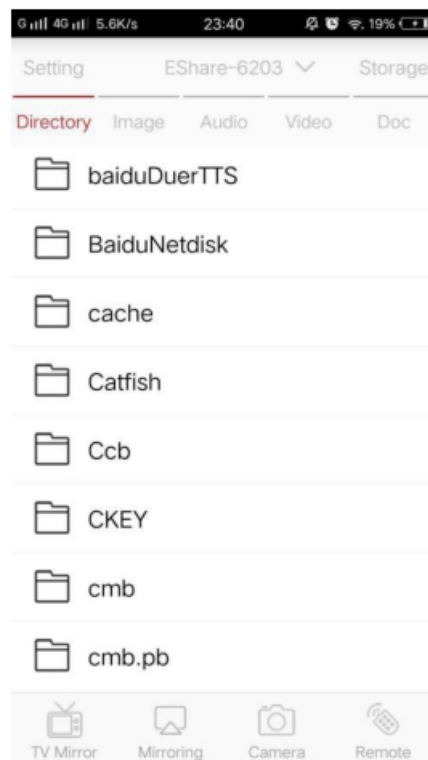 G 4G 5.6K/s 23:40 19%
Setting EShare-6203 Storage
Directory Image Audio Video Doc
baiduDuerTTS
BaiduNetdisk
cache
Catfish
Ccb
CKEY
cmb
cmb.pb
TV Mirror Mirroring Camera Remote